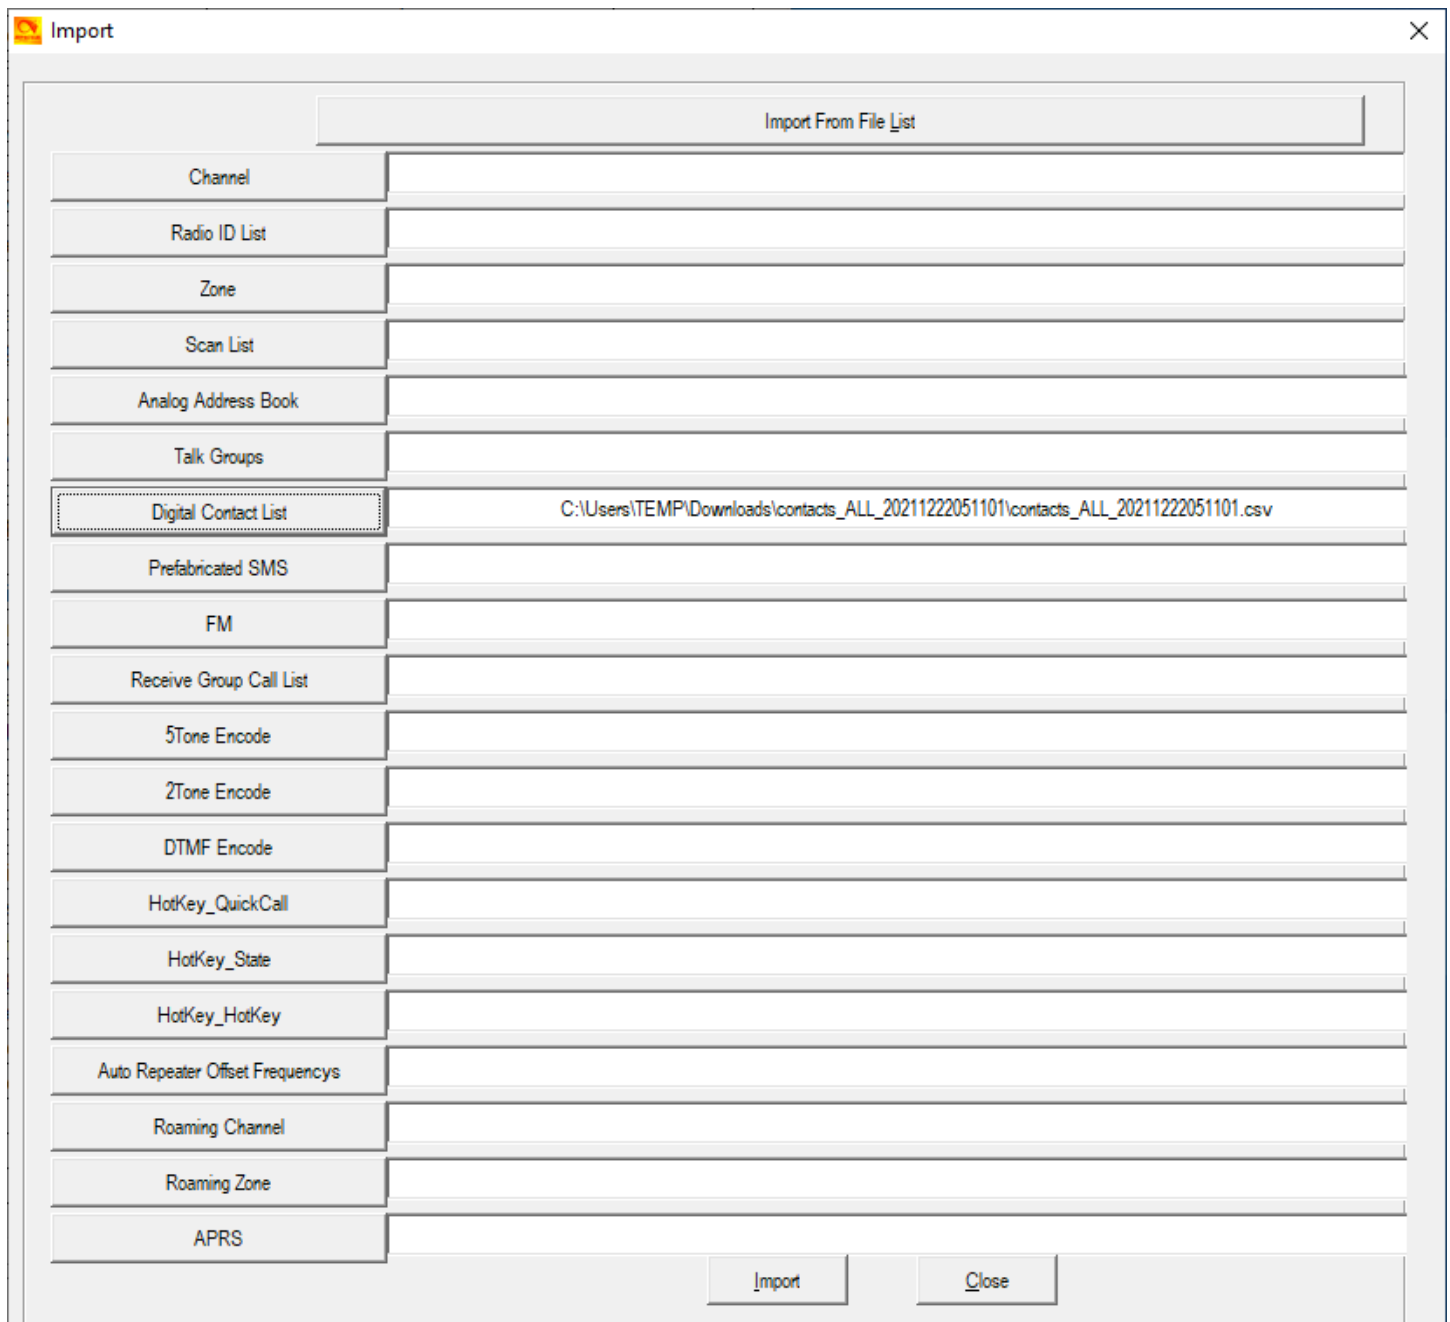 Import
Import From File List
Channel
Radio ID List
Zone
Scan List
Analog Address Book
Talk Groups
Digital Contact List C:\Users\TEMP\Downloads\contacts_ALL_20211222051101\contacts_ALL_20211222051101.csv
Prefabricated SMS
FM
Receive Group Call List
5Tone Encode
2Tone Encode
DTMF Encode
HotKey_QuickCall
HotKey_State
HotKey_HotKey
Auto Repeater Offset Frequencys
Roaming Channel
Roaming Zone
APRS
Import Close